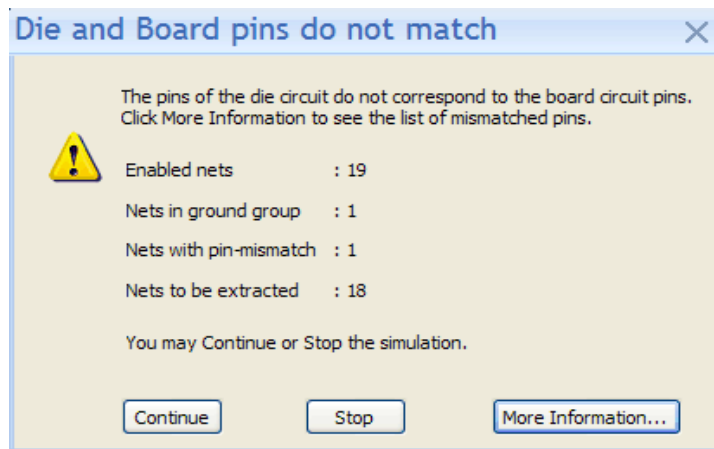 Die and Board pins do not match
The pins of the die circuit do not correspond to the board circuit pins.
Click More Information to see the list of mismatched pins.
Enabled nets : 19
Nets in ground group : 1
Nets with pin-mismatch : 1
Nets to be extracted : 18
You may Continue or Stop the simulation.
Continue Stop More Information...